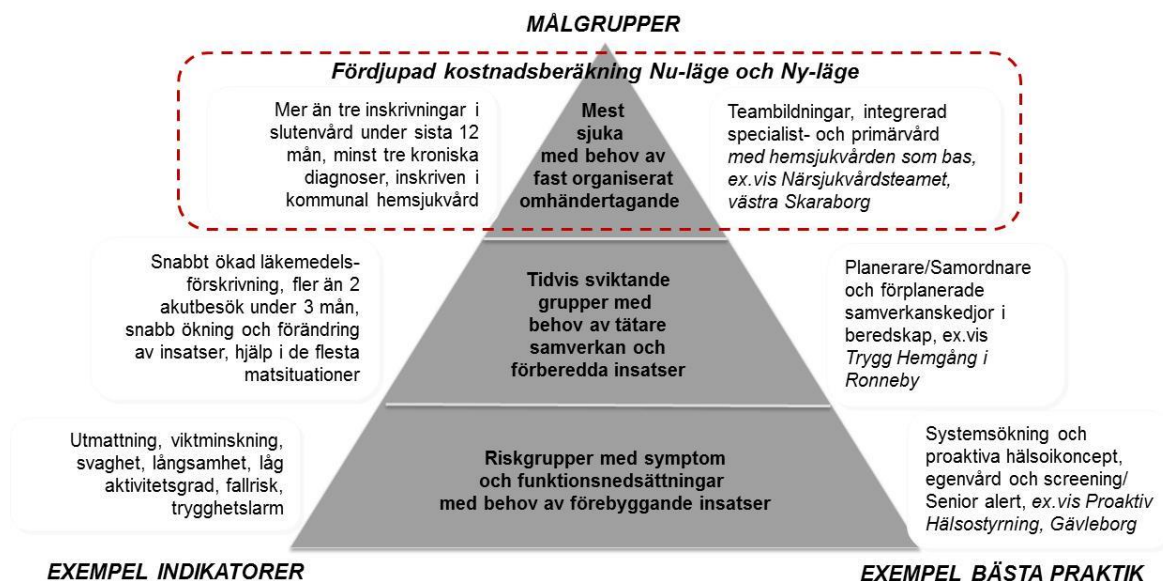 MÅLGRUPPER
Fördjupad kostnadsberäkning Nu-läge och Ny-läge
Mer än tre inskrivningar i
slutenvård under sista 12
mån, minst tre kroniska
diagnoser, inskriven i
kommunal hemsjukvård
Mest
sjuka
med behov av
fast organiserat
omhändertagande
Teambildningar, integrerad
specialist- och primärvård
med hemsjukvården som bas,
ex.vis Närsjukvårdsteamet,
västra Skaraborg
Snabbt ökad läkemedels-
förskrivning, fler än 2
akutbesök under 3 mån,
snabb ökning och förändring
av insatser, hjälp i de flesta
matsituationer
Tidvis sviktande
grupper med
behov av tätare
samverkan och
förberedda insatser
Planerare/Samordnare
och förplanerade
samverkanskedjor i
beredskap, ex.vis
Trygg Hemgång i
Ronneby
Utmattning, viktminskning,
svaghet, långsamhet, låg
aktivitetsgrad, fallrisk,
trygghetslarm
Riskgrupper med symptom
och funktionsnedsättningar
med behov av förebyggande insatser
Systemsökning och
proaktiva hälsoikoncept,
egenvård och screening/
Senior alert, ex.vis Proaktiv
Hälsostyrning, Gävleborg
EXEMPEL INDIKATORER
EXEMPEL BÄSTA PRAKTIK